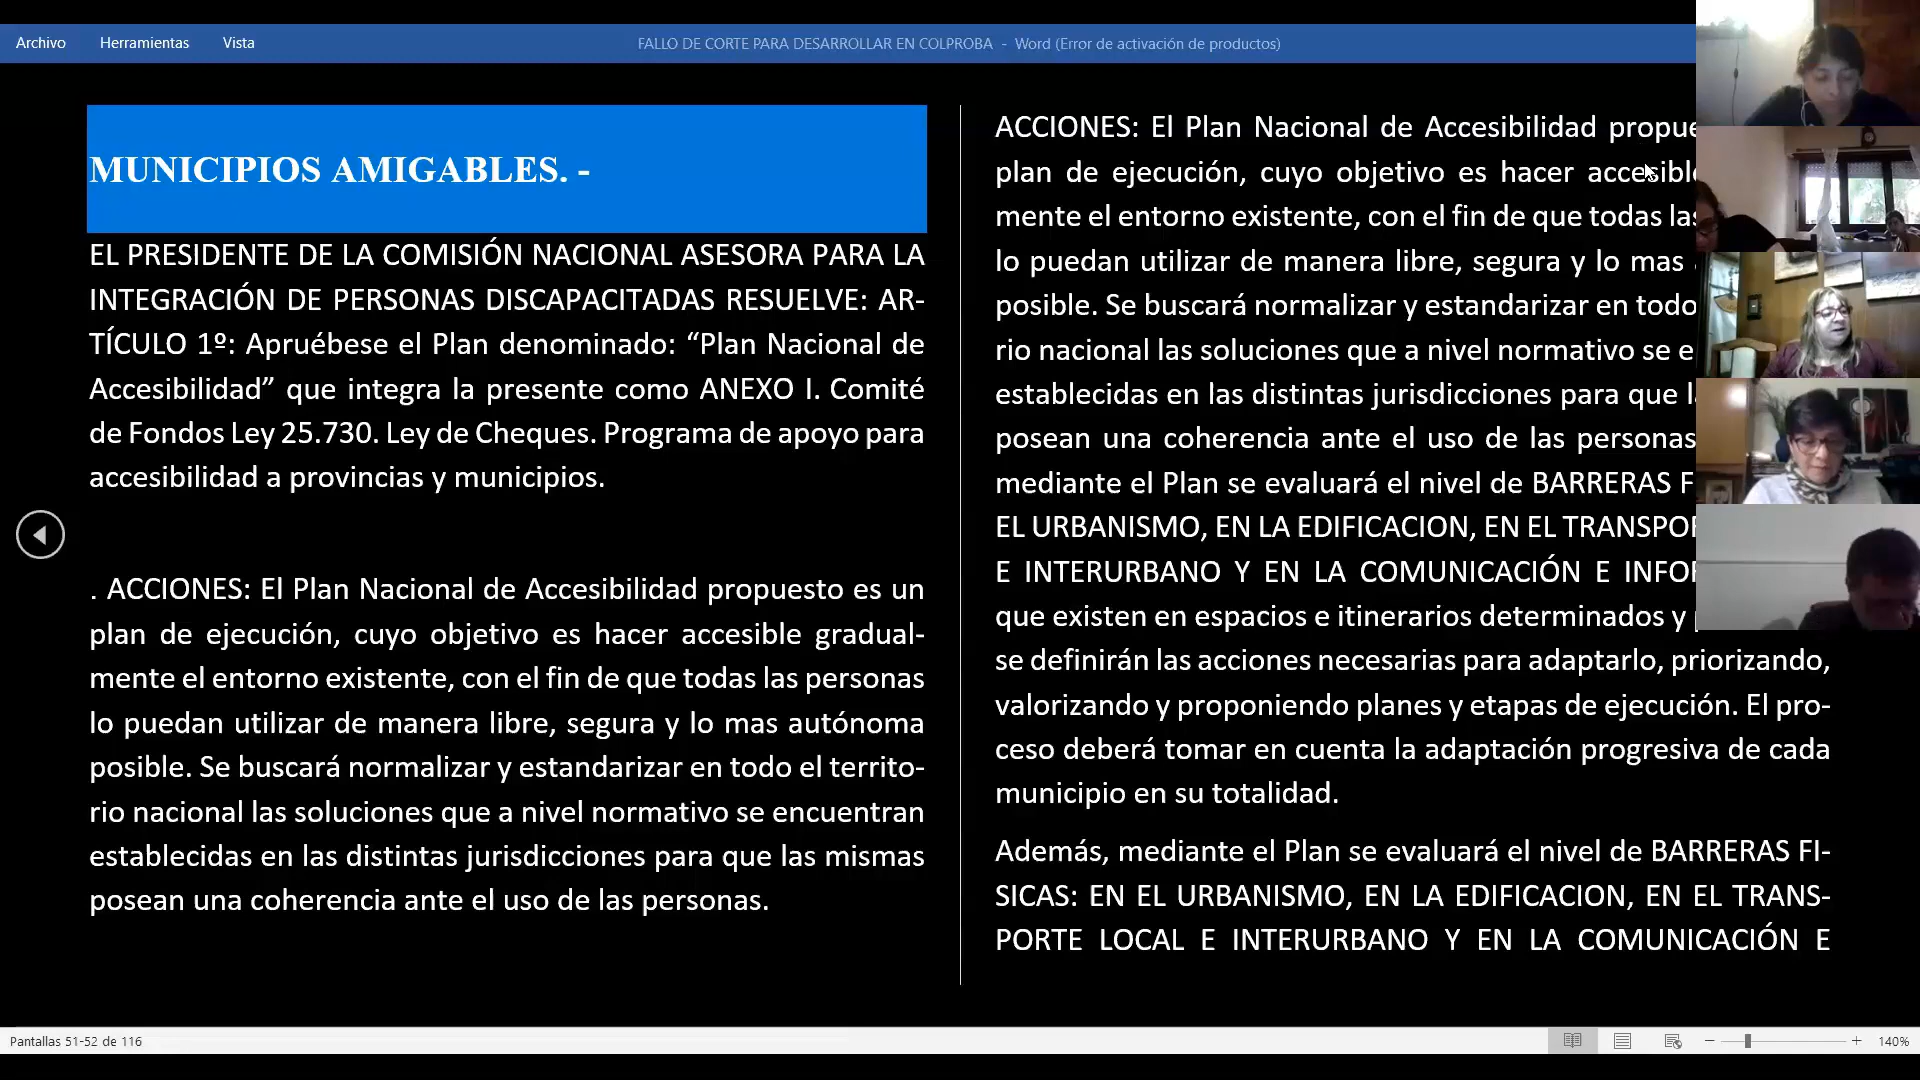 Archivo Herramientas Vista
FALLO DE CORTE PARA DESARROLLAR EN COLPROBA - Word (Error de activación de productos)
MUNICIPIOS AMIGABLES. -
EL PRESIDENTE DE LA COMISIÓN NACIONAL ASESORA PARA LA
INTEGRACIÓN DE PERSONAS DISCAPACITADAS RESUELVE: AR-
TÍCULO 1º: Apruébese el Plan denominado: “Plan Nacional de
Accesibilidad” que integra la presente como ANEXO I. Comité
de Fondos Ley 25.730. Ley de Cheques. Programa de apoyo para
accesibilidad a provincias y municipios.
. ACCIONES: El Plan Nacional de Accesibilidad propuesto es un
plan de ejecución, cuyo objetivo es hacer accesible gradual-
mente el entorno existente, con el fin de que todas las personas
lo puedan utilizar de manera libre, segura y lo mas autónoma
posible. Se buscará normalizar y estandarizar en todo el territo-
rio nacional las soluciones que a nivel normativo se encuentran
establecidas en las distintas jurisdicciones para que las mismas
posean una coherencia ante el uso de las personas.
ACCIONES: El Plan Nacional de Accesibilidad
plan de ejecución, cuyo objetivo es hacer
mente el entorno existente, con el fin de que todas las
lo puedan utilizar de manera libre, segura y lo mas
posible. Se buscará normalizar y estandarizar en todo
rio nacional las soluciones que a nivel normativo se
establecidas en las distintas jurisdicciones para que
posean una coherencia ante el uso de las personas
mediante el Plan se evaluará el nivel de BARRERAS
EL URBANISMO, EN LA EDIFICACION, EN EL
E INTERURBANO Y EN LA COMUNICACIÓN E
que existen en espacios e itinerarios determinados y
se definirán las acciones necesarias para adaptarlo, priorizando,
valorizando y proponiendo planes y etapas de ejecución. El pro-
ceso deberá tomar en cuenta la adaptación progresiva de cada
municipio en su totalidad.
Además, mediante el Plan se evaluará el nivel de BARRERAS FI-
SICAS: EN EL URBANISMO, EN LA EDIFICACION, EN EL TRANS-
PORTE LOCAL E INTERURBANO Y EN LA COMUNICACIÓN E
Pantallas 51-52 de 116
140%